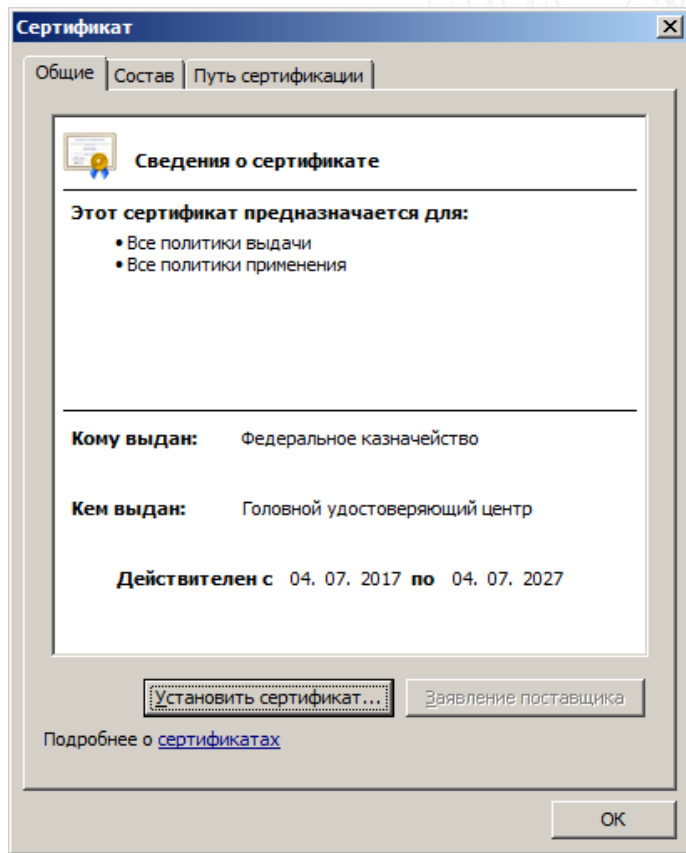 Сертификат
Общие Состав Путь сертификации
Сведения о сертификате
Этот сертификат предназначается для:
• Все политики выдачи
• Все политики применения
Кому выдан: Федеральное казначейство
Кем выдан: Головной удостоверяющий центр
Действителен с 04. 07. 2017 по 04. 07. 2027
Установить сертификат... Заявление поставщика
Подробнее о сертификатах
ОК